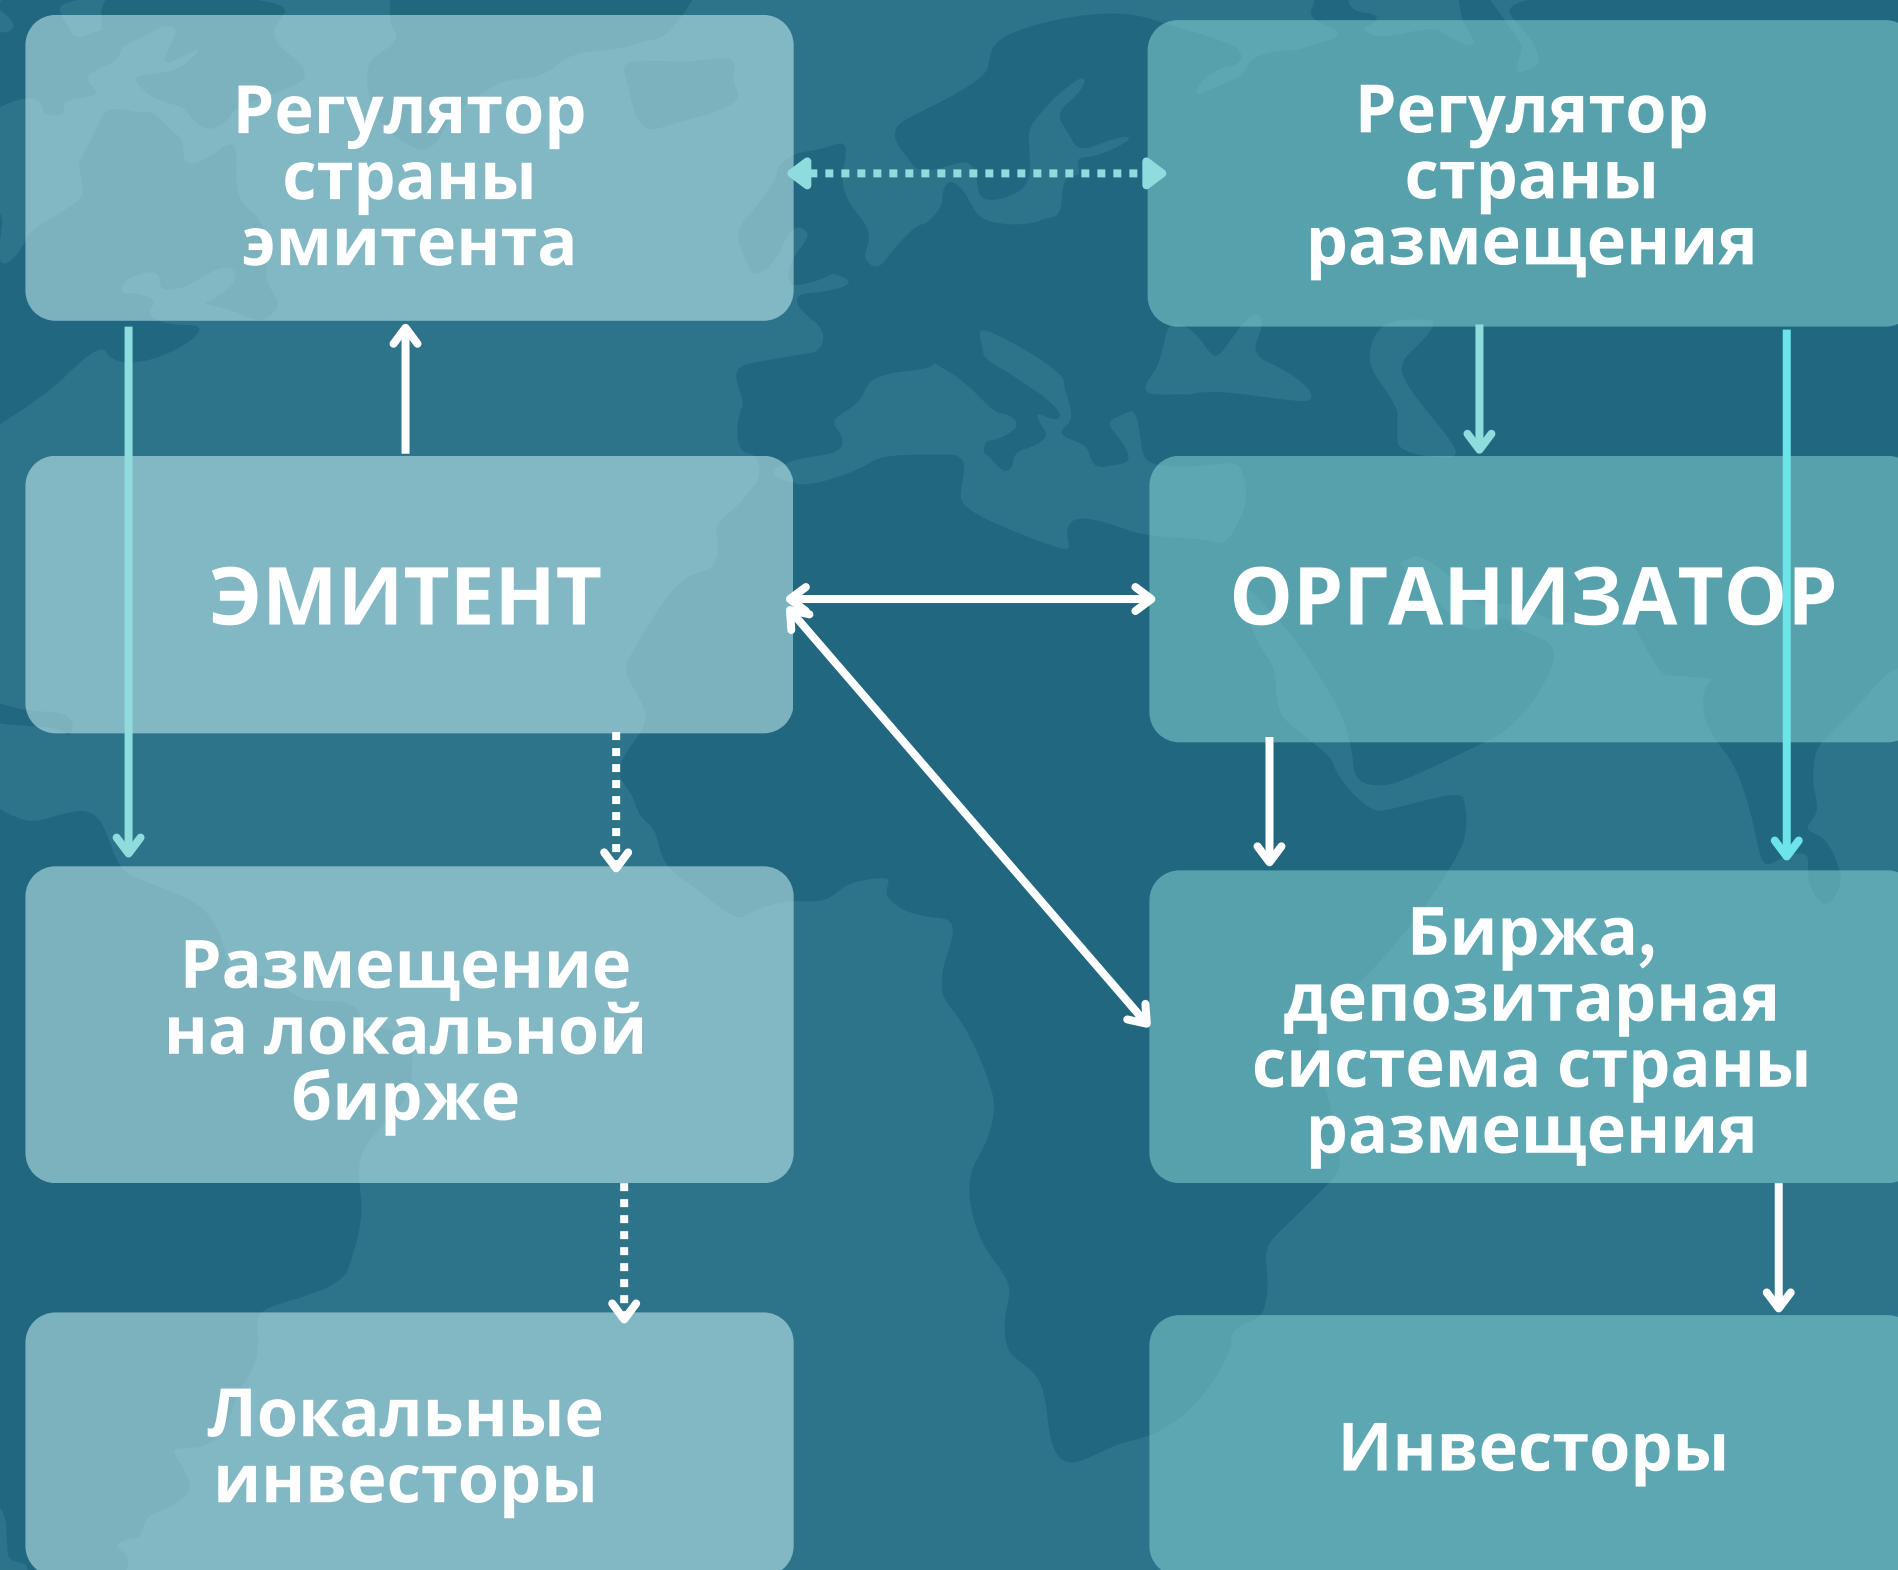 Регулятор
страны
эмитента
Регулятор
страны
размещения
ЭМИТЕНТ
ОРГАНИЗАТОР
Размещение
на локальной
бирже
Биржа,
депозитарная
система страны
размещения
Локальные
инвесторы
Инвесторы